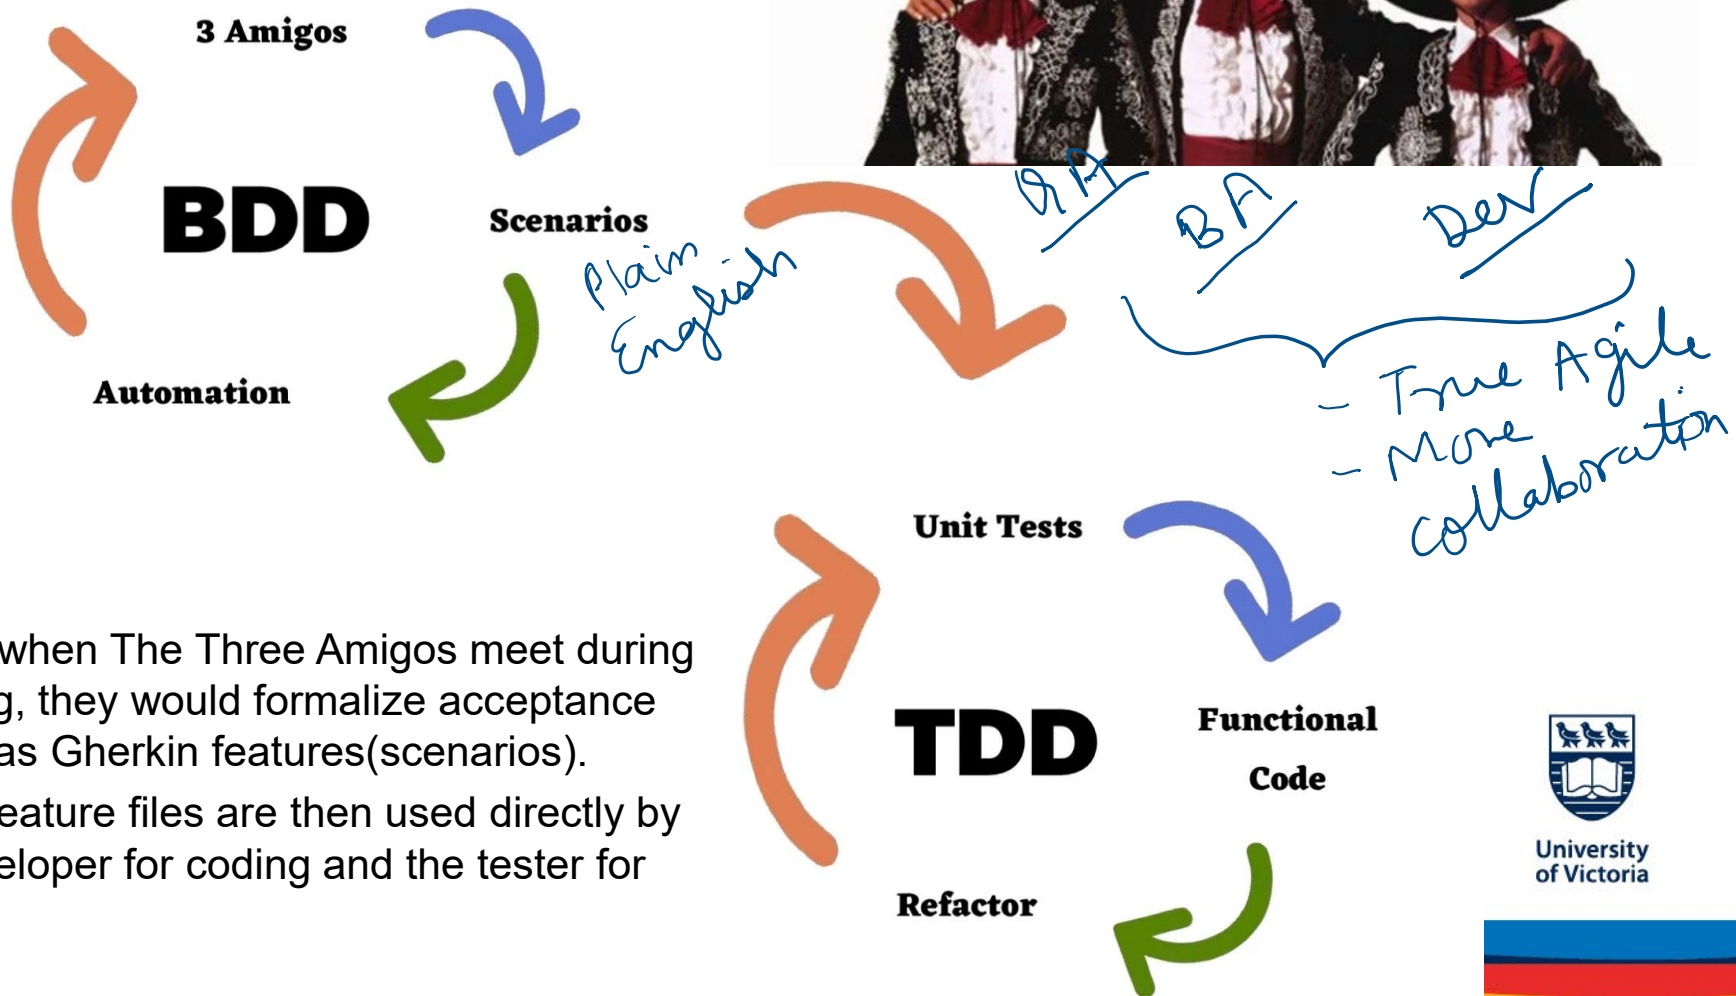 3 Amigos
BDD
Scenarios
Plain
English
Automation
QA
BA
Dev
- True Agile
- More
collaboration
Unit Tests
TDD
Functional
Code
Refactor
when The Three Amigos meet during
g, they would formalize acceptance
as Gherkin features(scenarios).
eature files are then used directly by
eloper for coding and the tester for
University
of Victoria